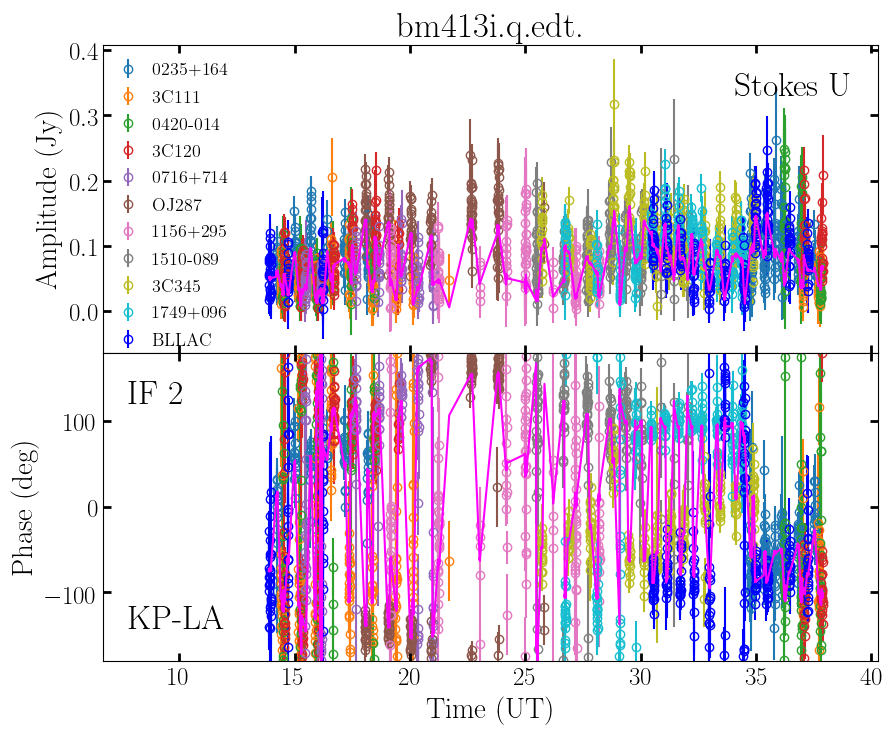 bm413i.q.edt.
Stokes U
0235+164
3C111
0420-014
3C120
0716+714
OJ287
1156+295
1510-089
3C345
1749+096
BLLAC
Amplitude (Jy)
0.4
0.3
0.2
0.1
0.0
IF 2
KP-LA
Phase (deg)
100
0
−100
10 15 20 25 30 35 40
Time (UT)